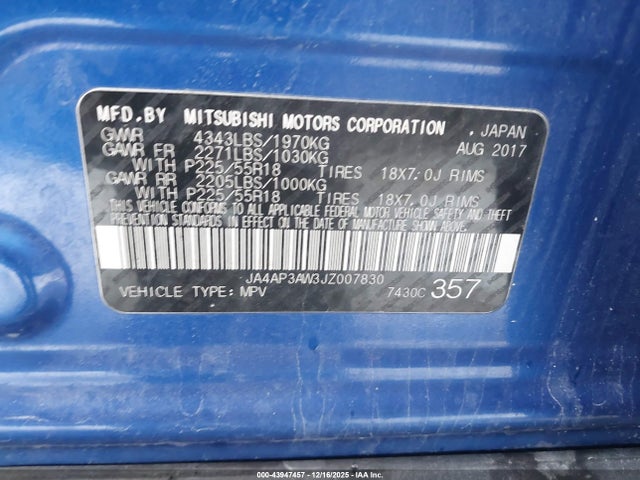 MFD.BY MITSUBISHI MOTORS CORPORATION , JAPAN
GVWR 4343LBS/1970KG AUG 2017
GAWR FR 2271LBS/1030KG
WITH P225/55R18 TIRES 18X7.0J RIMS
GAWR RR 2205LBS/1000KG
WITH P225/55R18 TIRES 18X7.0J RIMS
THIS VEHICLE CONFORMS TO ALL APPLICABLE FEDERAL MOTOR VEHICLE SAFETY AND THEFT
PREVENTION STANDARDS IN EFFECT ON THE DATE OF MANUFACTURE SHOWN ABOVE.
JA4AP3AW3JZ007830
VEHICLE TYPE: MPV 7430C 357
Copart
© -- 43947457 -- 12/16/2025 -- IAA Holdings, LLC.